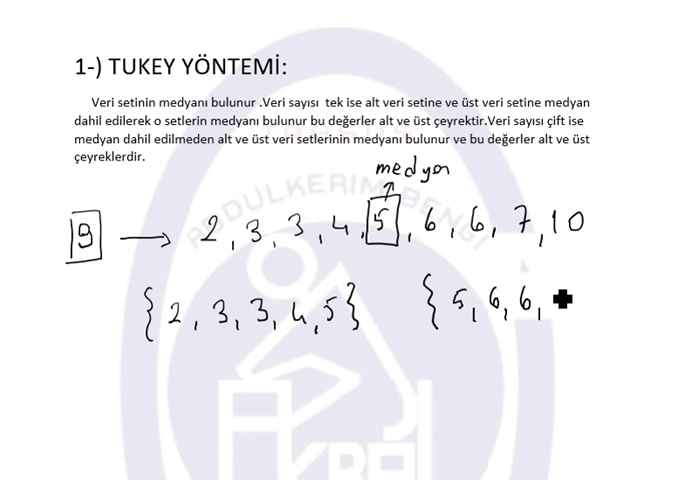 1-) TUKEY YÖNTEMİ:
Veri setinin medyanı bulunur .Veri sayısı tek ise alt veri setine ve üst veri setine medyan
dahil edilerek o setlerin medyanı bulunur bu değerler alt ve üst çeyrektir.Veri sayısı çift ise
medyan dahil edilmeden alt ve üst veri setlerinin medyanı bulunur ve bu değerler alt ve üst
çeyreklerdir.
medyan
9 → 2, 3, 3, 4, 5, 6, 6, 7, 10
{2, 3, 3, 4, 5} {5, 6, 6,
ABDULKERİM BENGİ